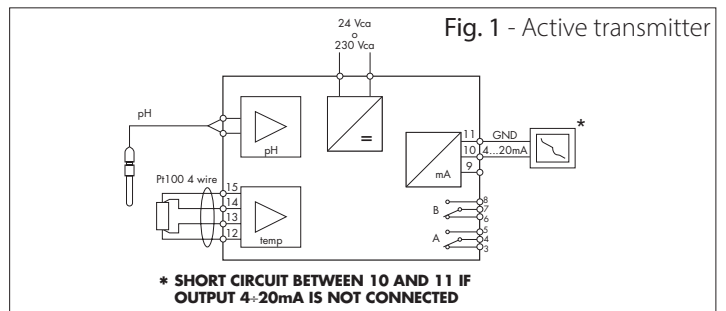 Fig. 1 - Active transmitter
24 Vca
o
230 Vca
pH
pH
=
11 GND
10 4...20mA
9
mA
*
Pt100 4 wire
15
14
13
12
temp
B
8
7
6
A
5
4
3
* SHORT CIRCUIT BETWEEN 10 AND 11 IF
OUTPUT 4÷20mA IS NOT CONNECTED